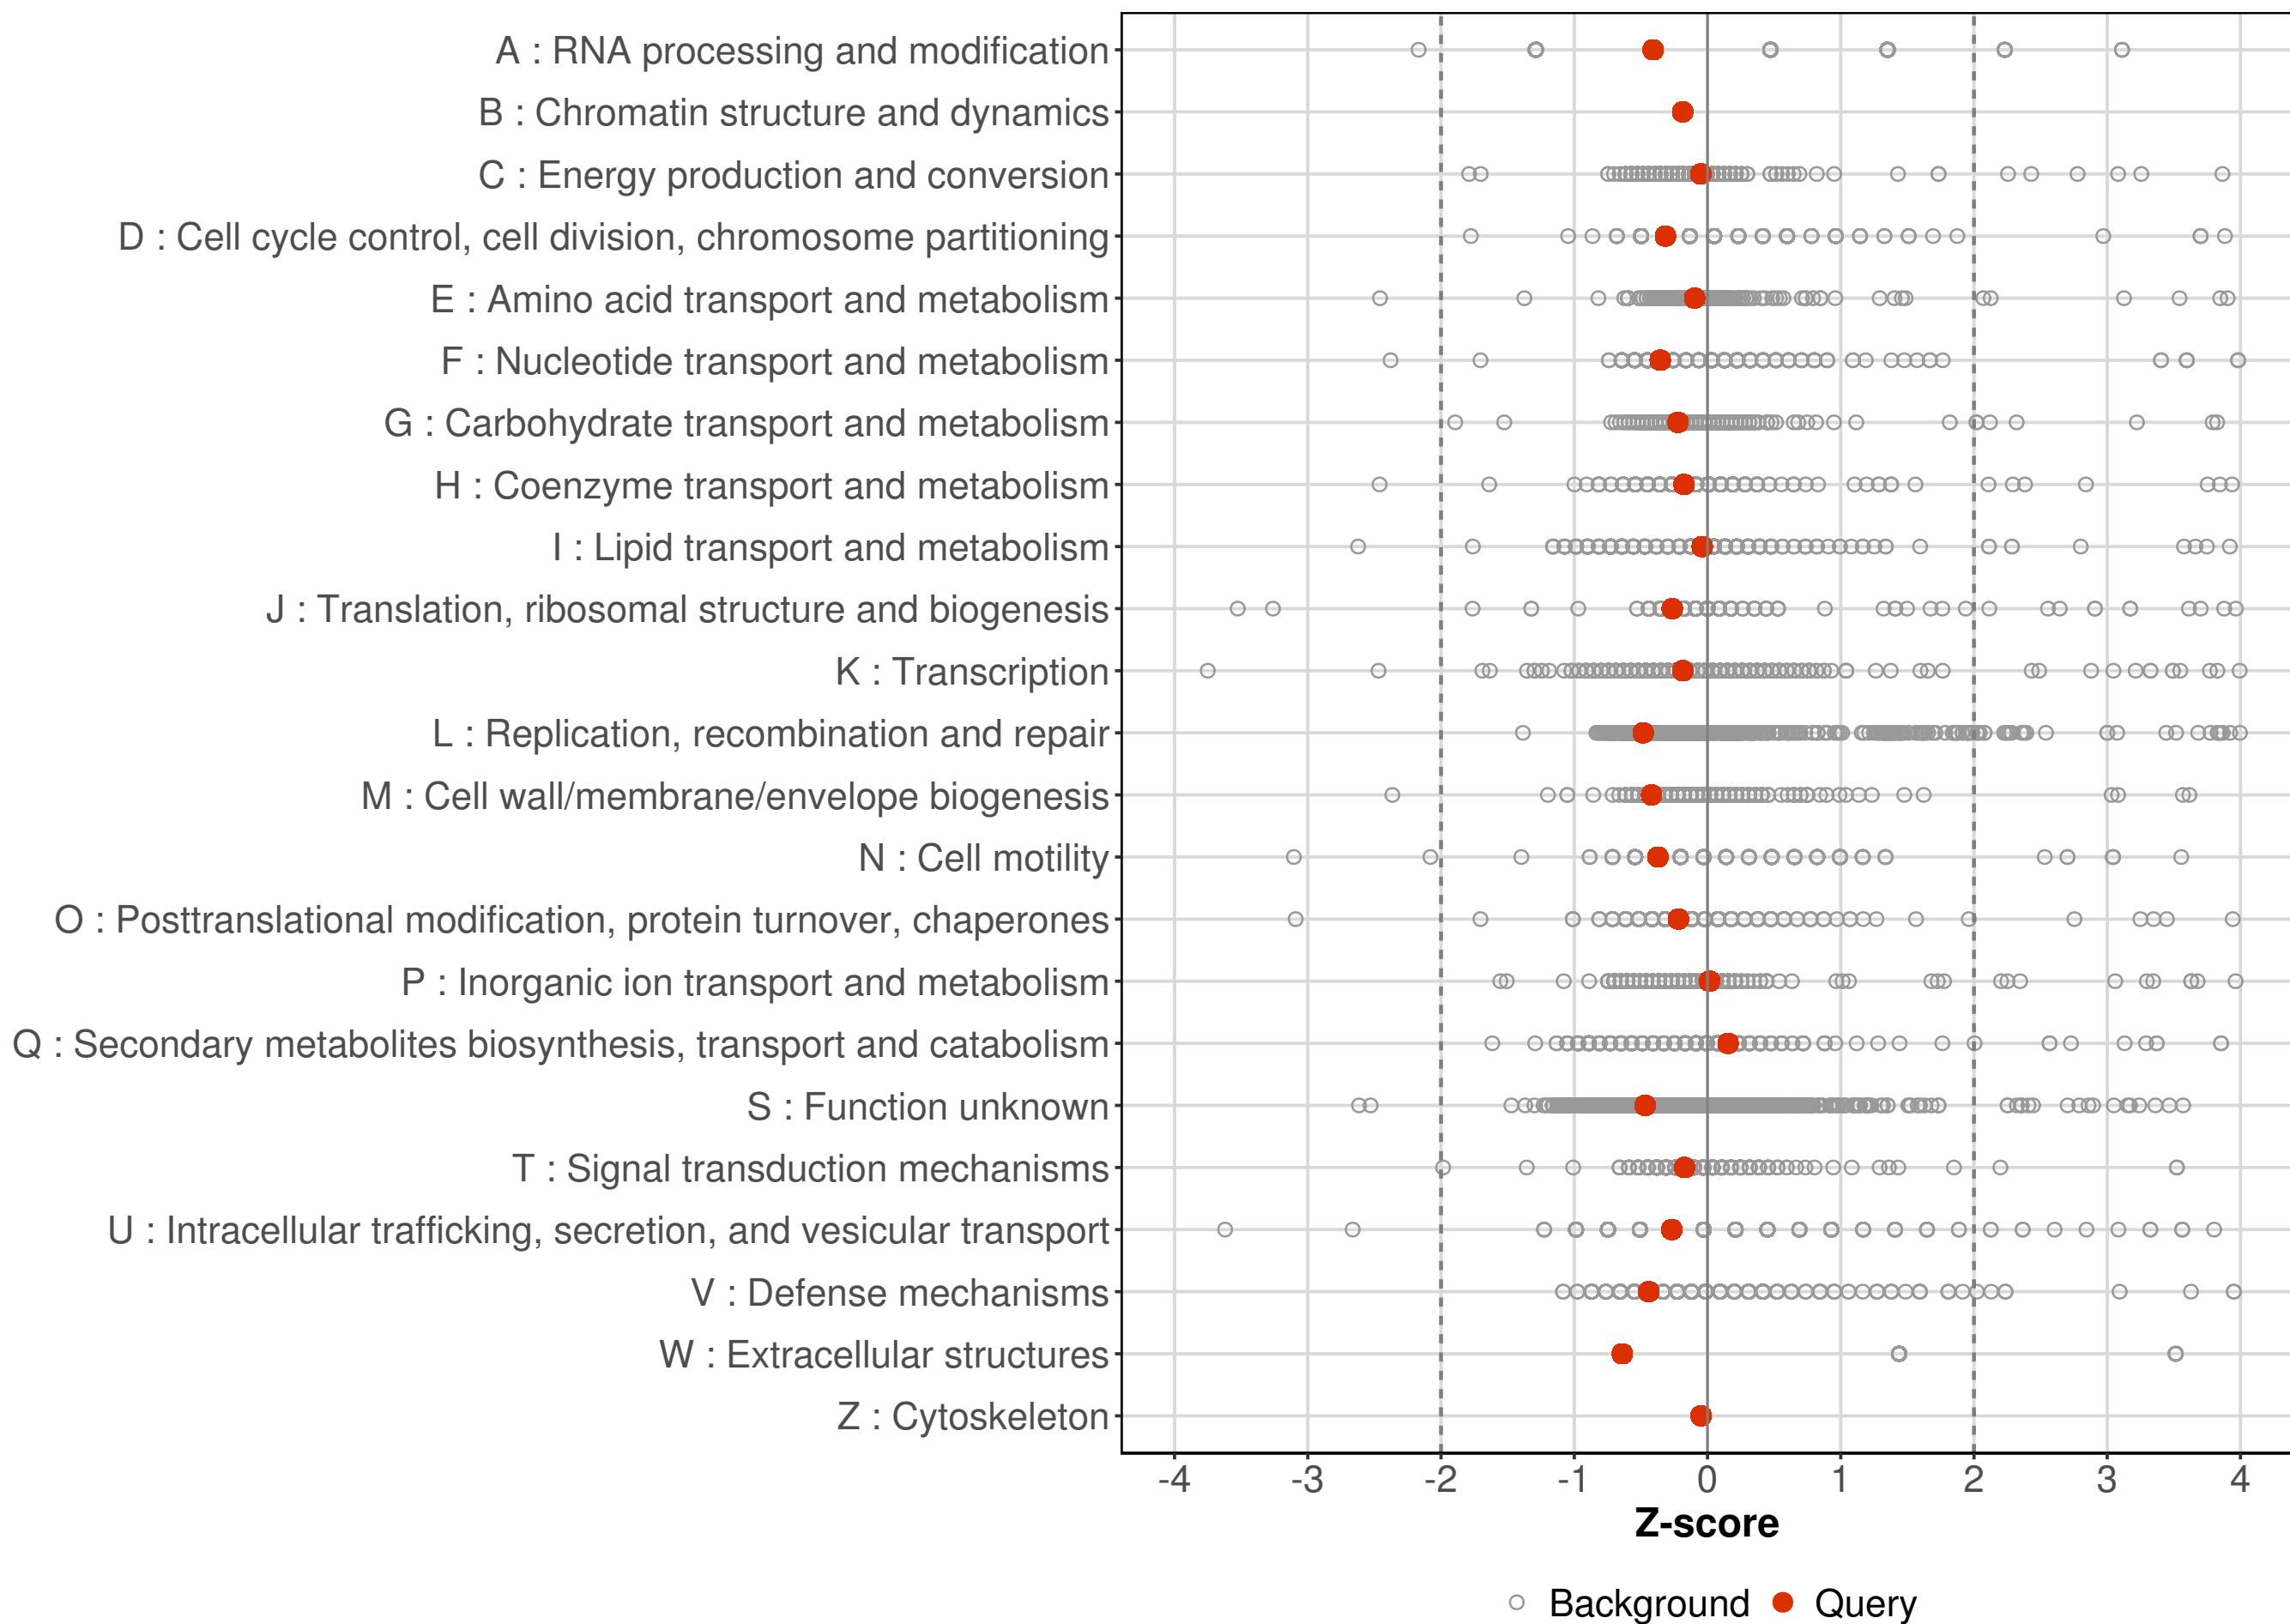 A : RNA processing and modification
B : Chromatin structure and dynamics
C : Energy production and conversion
D : Cell cycle control, cell division, chromosome partitioning
E : Amino acid transport and metabolism
F : Nucleotide transport and metabolism
G : Carbohydrate transport and metabolism
H : Coenzyme transport and metabolism
I : Lipid transport and metabolism
J : Translation, ribosomal structure and biogenesis
K : Transcription
L : Replication, recombination and repair
M : Cell wall/membrane/envelope biogenesis
N : Cell motility
O : Posttranslational modification, protein turnover, chaperones
P : Inorganic ion transport and metabolism
Q : Secondary metabolites biosynthesis, transport and catabolism
S : Function unknown
T : Signal transduction mechanisms
U : Intracellular trafficking, secretion, and vesicular transport
V : Defense mechanisms
W : Extracellular structures
Z : Cytoskeleton
-4 -3 -2 -1 0 1 2 3 4
Z-score
Background Query